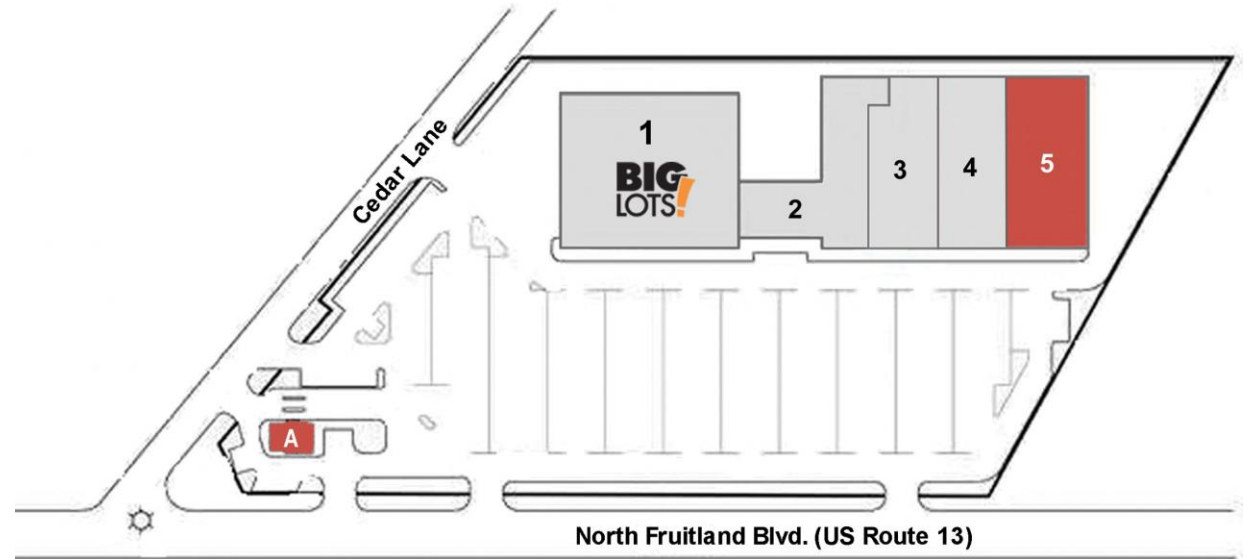 Cedar Lane
1
BIG
LOTS!
2
3
4
5
A
North Fruitland Blvd. (US Route 13)